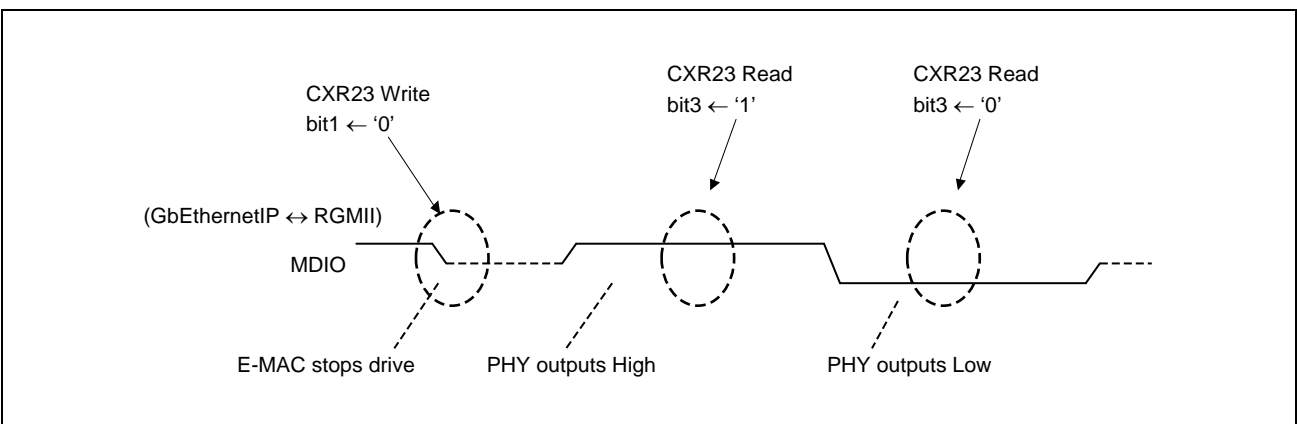 CXR23 Write
bit1 ← ‘0’
CXR23 Read
bit3 ← ‘1’
CXR23 Read
bit3 ← ‘0’
(GbEthernetIP ↔ RGMII)
MDIO
E-MAC stops drive
PHY outputs High
PHY outputs Low